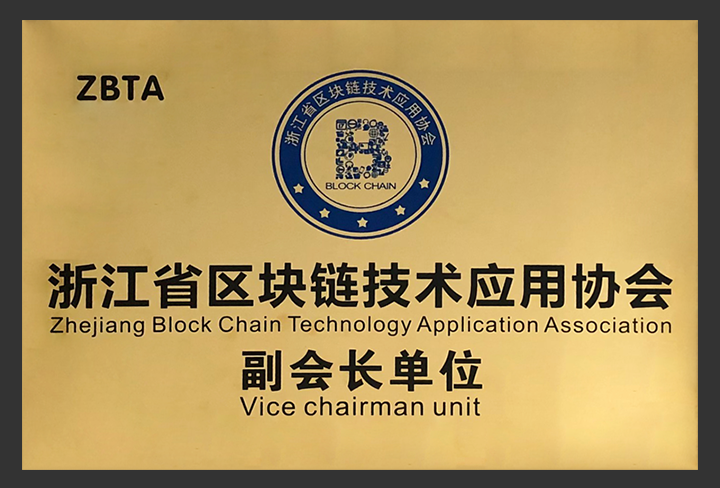 ZBTA
浙江省区块链技术应用协会
BLOCK CHAIN
浙江省区块链技术应用协会
Zhejiang Block Chain Technology Application Association
副会长单位
Vice chairman unit